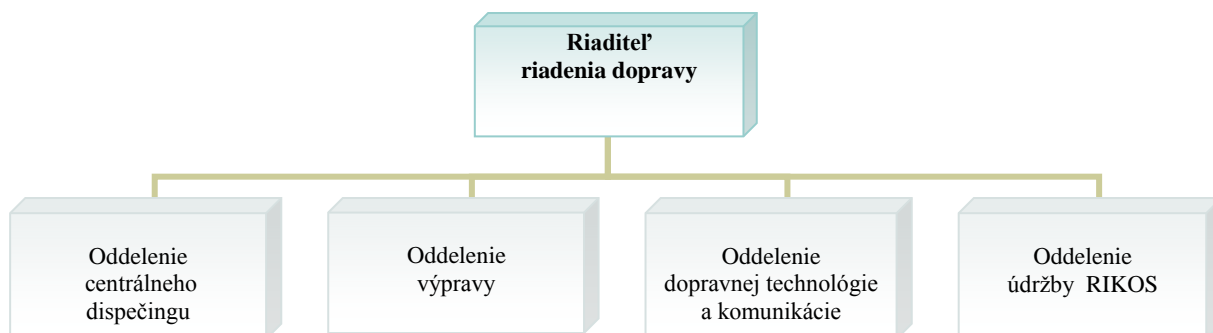 Riaditeľ
riadenia dopravy
Oddelenie
centrálneho
dispečingu
Oddelenie
výpravy
Oddelenie
dopravnej technológie
a komunikácie
Oddelenie
údržby RIKOS